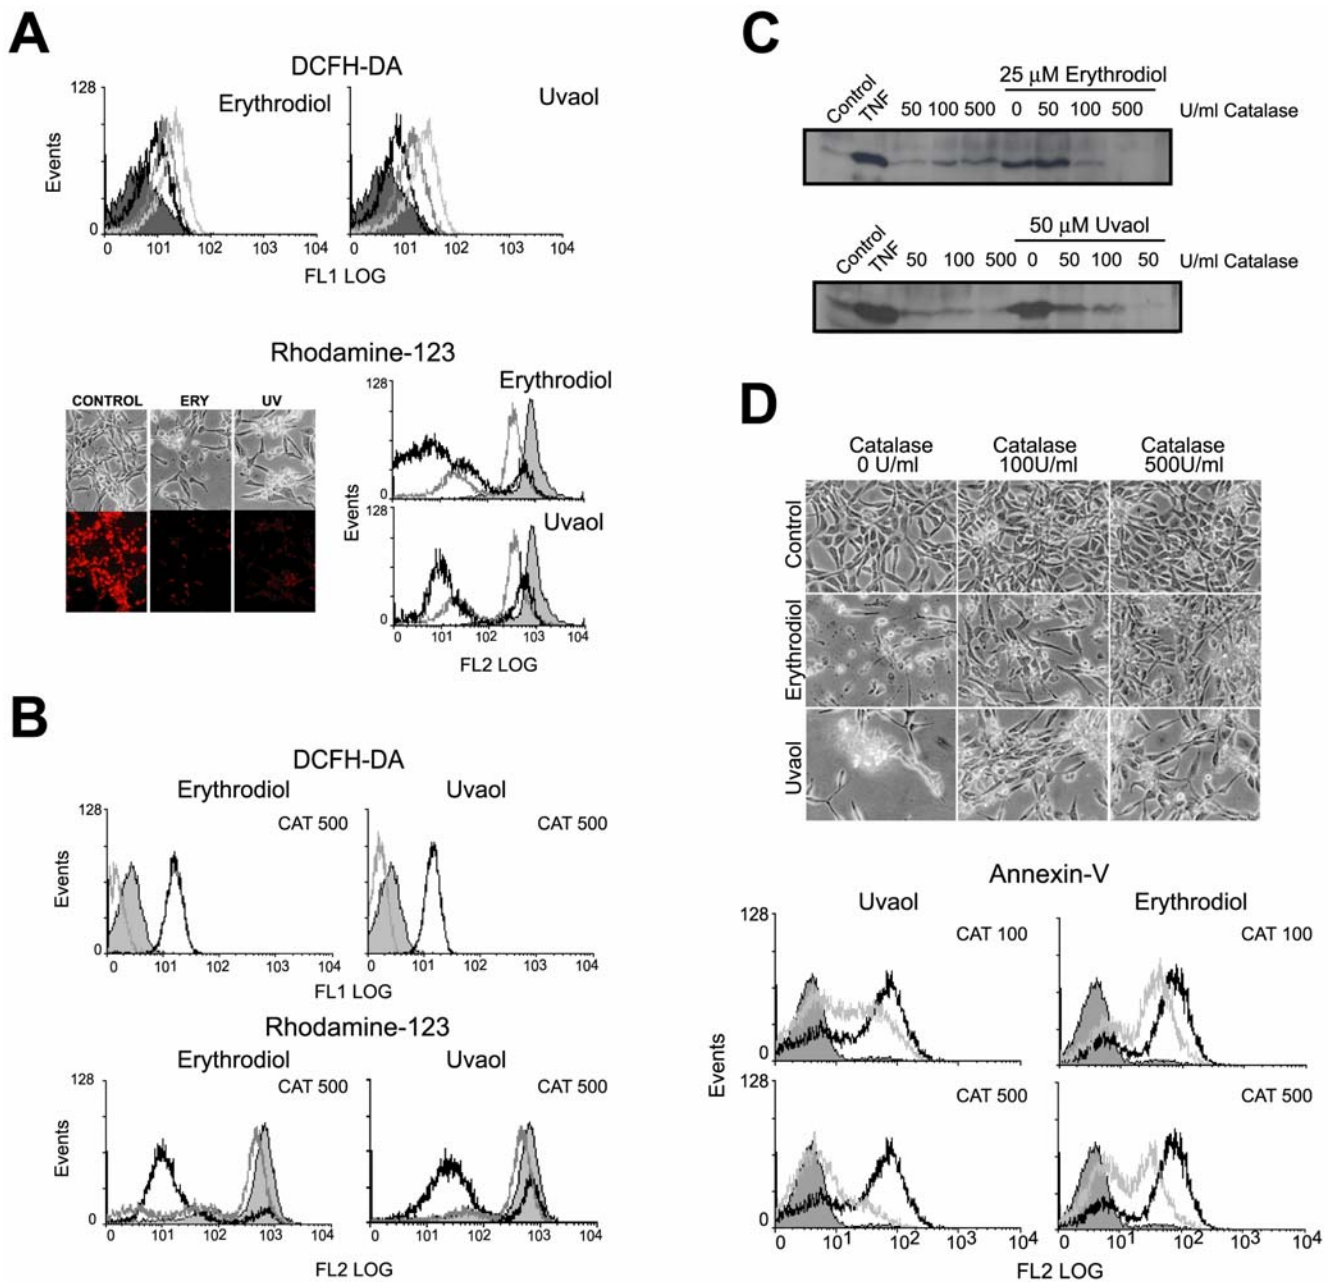 A
DCFH-DA
Erythrodiol
Uvaol
128
Events
0
0 101 102 103 104
0 101 102 103 104
FL1 LOG
Rhodamine-123
CONTROL ERY UV
Erythrodiol
128
0
Events
Uvaol
128
0
0 101 102 103 104
FL2 LOG
B
DCFH-DA
Erythrodiol
Uvaol
CAT 500
CAT 500
128
Events
0
0 101 102 103 104
0 101 102 103 104
FL1 LOG
Rhodamine-123
Erythrodiol
Uvaol
CAT 500
CAT 500
128
Events
0
0 101 102 103 104
0 101 102 103 104
FL2 LOG
C
25 µM Erythrodiol
Control TNF 50 100 500 0 50 100 500 U/ml Catalase
50 µM Uvaol
Control TNF 50 100 500 0 50 100 50 U/ml Catalase
D
Catalase 0 U/ml
Catalase 100U/ml
Catalase 500U/ml
Control
Erythrodiol
Uvaol
Annexin-V
Uvaol
Erythrodiol
128
CAT 100
CAT 100
0
0 10¹ 10² 10³ 10⁴
Events
128
CAT 500
CAT 500
0
0 10¹ 10² 10³ 10⁴
0 10¹ 10² 10³ 10⁴
FL2 LOG